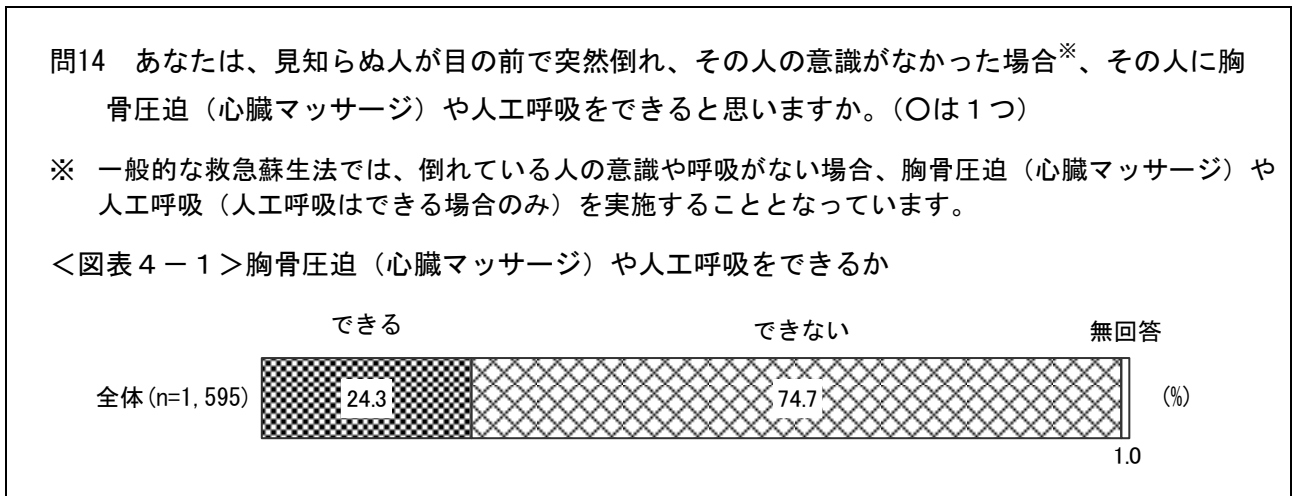 問14　あなたは、見知らぬ人が目の前で突然倒れ、その人の意識がなかった場合※、その人に胸
骨圧迫（心臓マッサージ）や人工呼吸をできると思いますか。（〇は１つ）
※　一般的な救急蘇生法では、倒れている人の意識や呼吸がない場合、胸骨圧迫（心臓マッサージ）や
人工呼吸（人工呼吸はできる場合のみ）を実施することとなっています。
＜図表４－１＞胸骨圧迫（心臓マッサージ）や人工呼吸をできるか
できる　できない　無回答
全体(n=1,595)　24.3　74.7　(%)
1.0